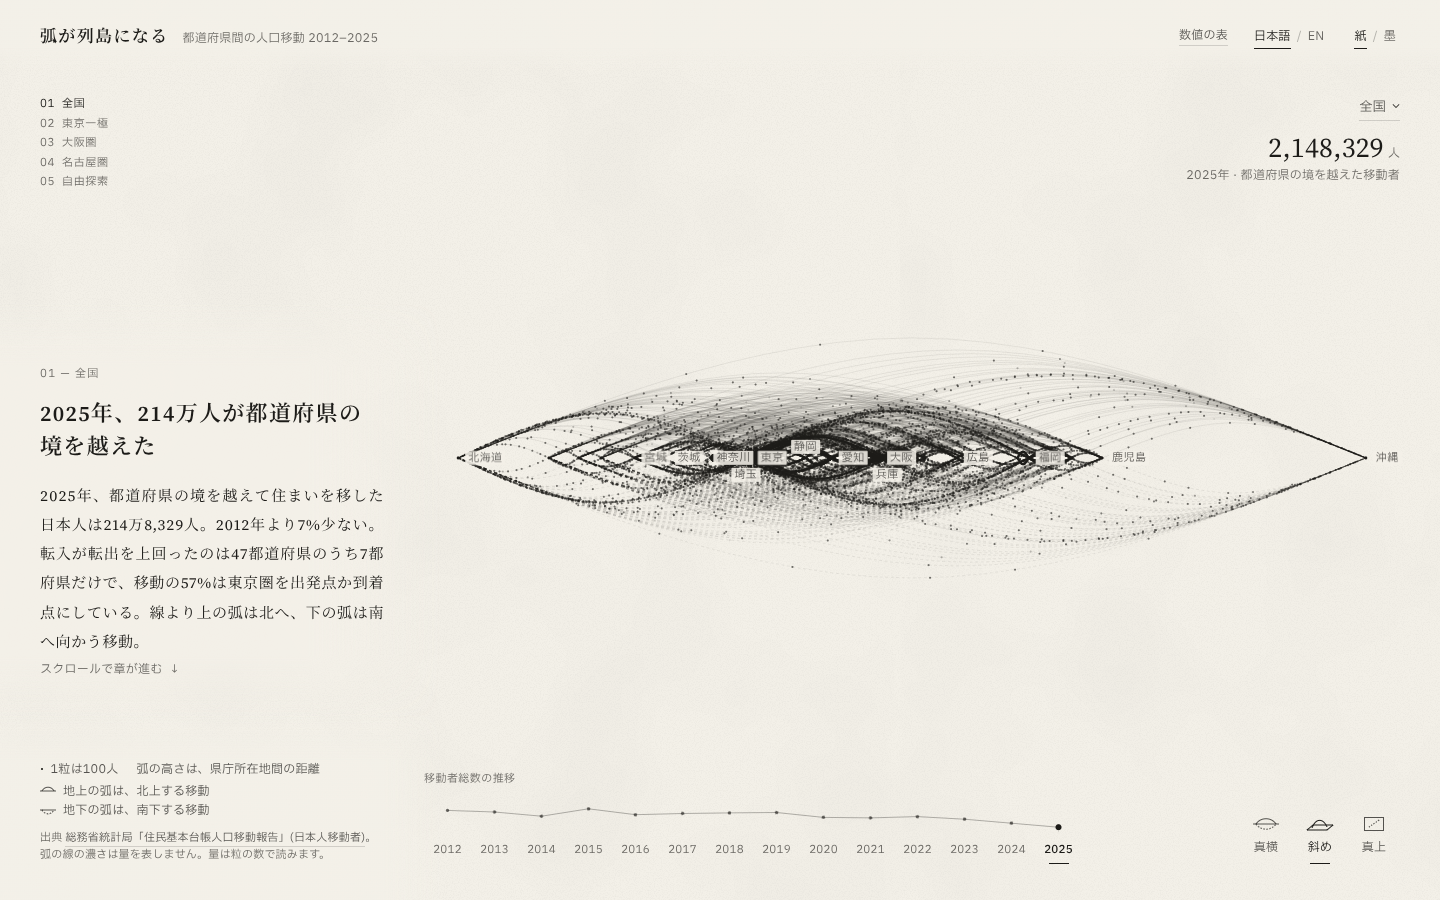 弧が列島になる 都道府県間の人口移動 2012–2025
数値の表 日本語 / EN 紙 / 墨
01 全国
02 東京一極
03 大阪圏
04 名古屋圏
05 自由探索
全国
2,148,329 人
2025年 · 都道府県の境を越えた移動者
01 — 全国
2025年、214万人が都道府県の
境を越えた
2025年、都道府県の境を越えて住まいを移した
日本人は214万8,329人。2012年より7%少ない。
転入が転出を上回ったのは47都道府県のうち7都
府県だけで、移動の57%は東京圏を出発点か到着
点にしている。線より上の弧は北へ、下の弧は南
へ向かう移動。
スクロールで章が進む ↓
静岡
北海道 宮城 茨城 神奈川 東京 愛知 大阪 広島 福岡 鹿児島 沖縄
埼玉 兵庫
· 1粒は100人 弧の高さは、県庁所在地間の距離
地上の弧は、北上する移動
地下の弧は、南下する移動
出典 総務省統計局「住民基本台帳人口移動報告」(日本人移動者)。
弧の線の濃さは量を表しません。量は粒の数で読みます。
移動者総数の推移
2012 2013 2014 2015 2016 2017 2018 2019 2020 2021 2022 2023 2024 2025
真横 斜め 真上